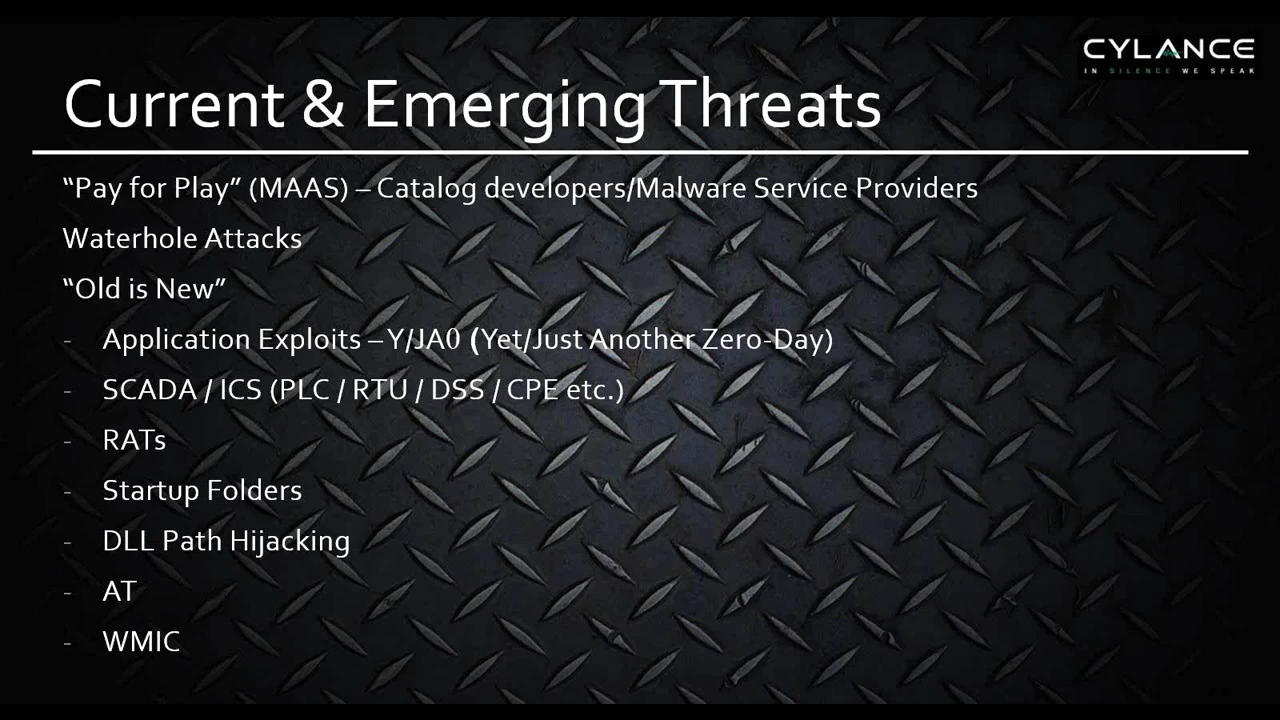 CYLANCE
IN SILENCE WE SPEAK
Current & Emerging Threats
“Pay for Play” (MAAS) – Catalog developers/Malware Service Providers
Waterhole Attacks
“Old is New”
- Application Exploits – Y/JA0 (Yet/Just Another Zero-Day)
- SCADA / ICS (PLC / RTU / DSS / CPE etc.)
- RATs
- Startup Folders
- DLL Path Hijacking
- AT
- WMIC